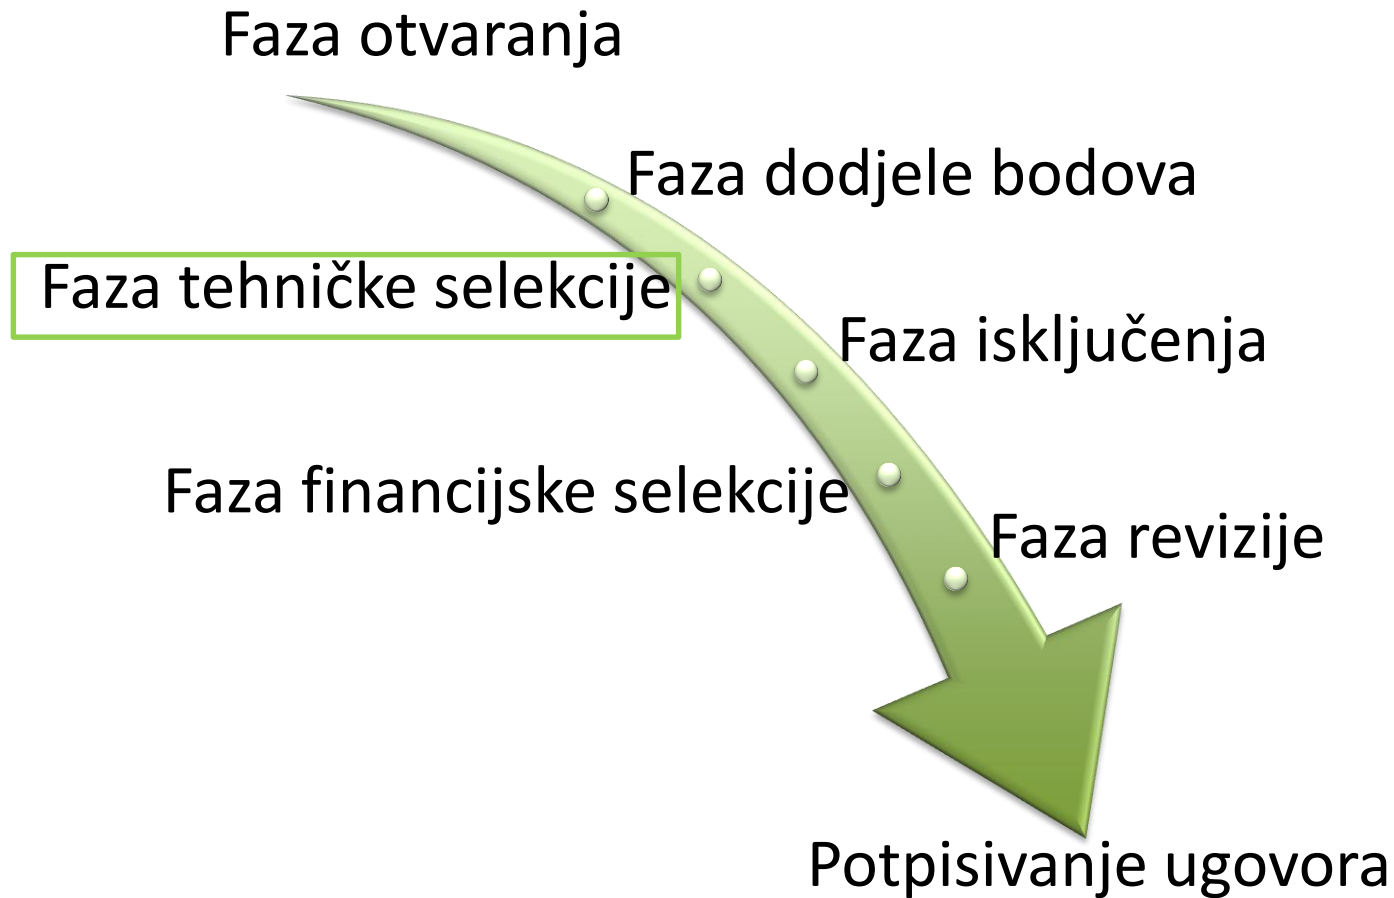 Faza otvaranja
Faza dodjele bodova
Faza tehničke selekcije
Faza isključenja
Faza financijske selekcije
Faza revizije
Potpisivanje ugovora